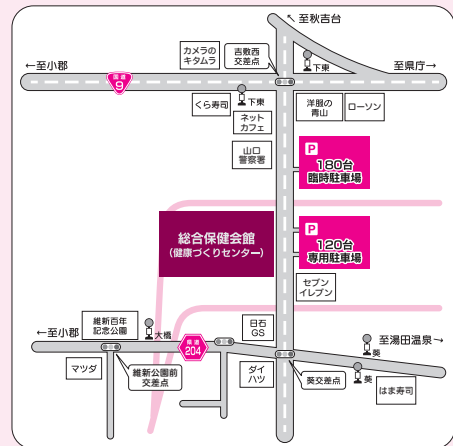 ↖至秋吉台
カメラの
キタムラ
吉敷西
交差点
下東
←至小郡
至県庁→
国道
9
くら寿司
下東
洋服の
青山
ローソン
ネット
カフェ
山口
警察署
P
180台
臨時駐車場
総合保健会館
(健康づくりセンター)
P
120台
専用駐車場
セブン
イレブン
維新百年
記念公園
大橋
日石
GS
←至小郡
県道
204
至湯田温泉→
葵
マツダ
維新公園前
交差点
ダイ
ハツ
葵交差点
葵
はま寿司